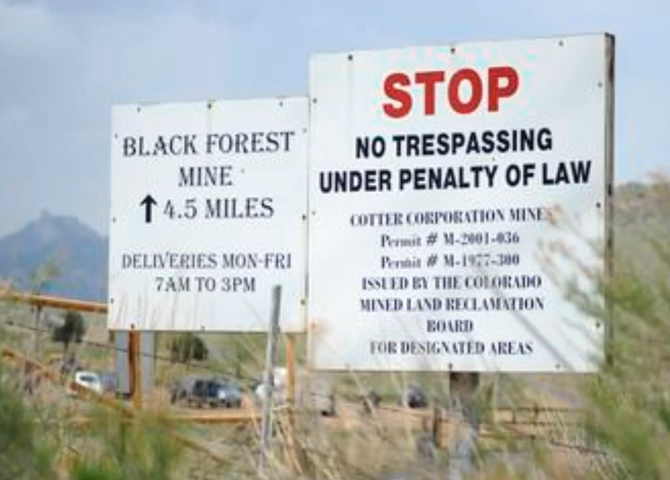 BLACK FOREST
MINE
↑ 4.5 MILES
DELIVERIES MON-FRI
7AM TO 3PM
STOP
NO TRESPASSING
UNDER PENALTY OF LAW
COTTER CORPORATION MINE
Permit # M-2001-036
Permit # M-1977-300
ISSUED BY THE COLORADO
MINED LAND RECLAMATION
BOARD
FOR DESIGNATED AREAS